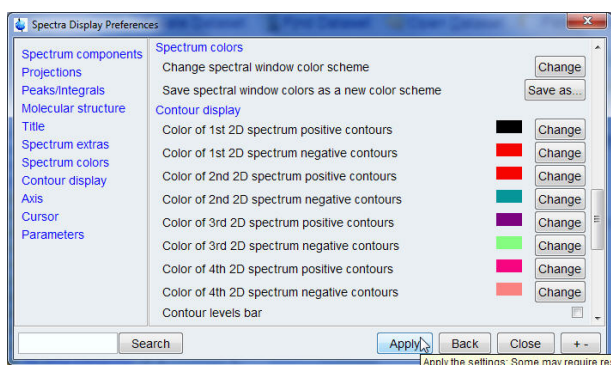 Spectra Display Preferences
Spectrum components
Projections
Peaks/Integrals
Molecular structure
Title
Spectrum extras
Spectrum colors
Contour display
Axis
Cursor
Parameters
Spectrum colors
Change spectral window color scheme Change
Save spectral window colors as a new color scheme Save as...
Contour display
Color of 1st 2D spectrum positive contours Change
Color of 1st 2D spectrum negative contours Change
Color of 2nd 2D spectrum positive contours Change
Color of 2nd 2D spectrum negative contours Change
Color of 3rd 2D spectrum positive contours Change
Color of 3rd 2D spectrum negative contours Change
Color of 4th 2D spectrum positive contours Change
Color of 4th 2D spectrum negative contours Change
Contour levels bar
Search Apply Back Close + -
Apply the settings: Some may require re